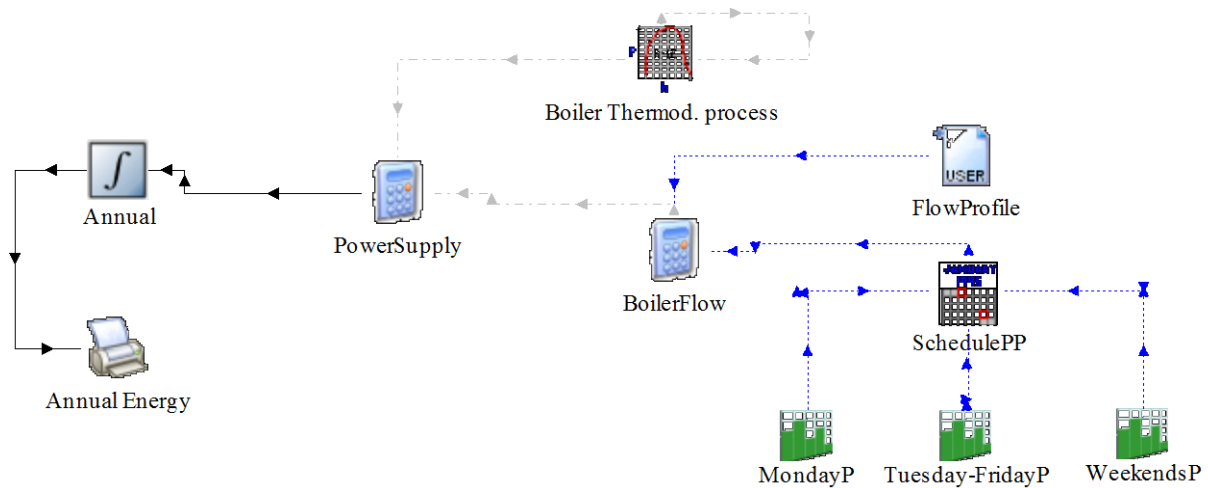 P
h
Boiler Thermod. process
USER
FlowProfile
Annual
PowerSupply
BoilerFlow
SchedulePP
Annual Energy
MondayP
Tuesday-FridayP
WeekendsP